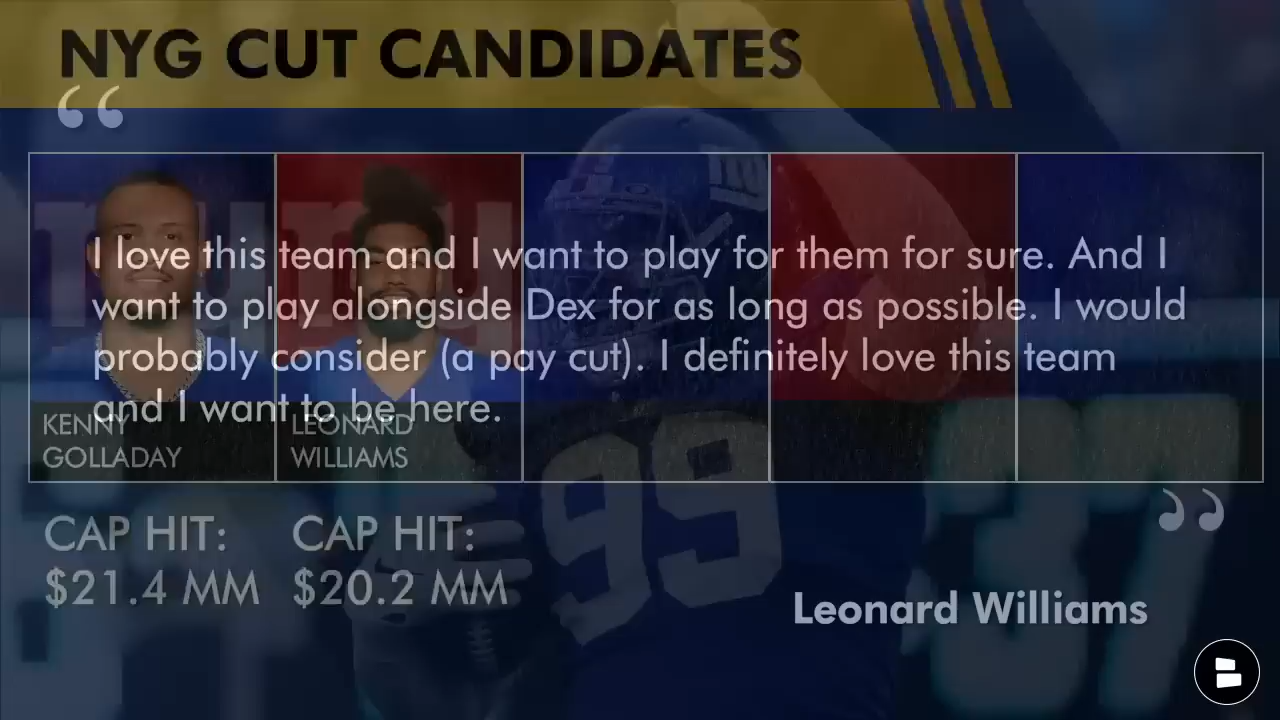 NYG CUT CANDIDATES
“
I love this team and I want to play for them for sure. And I
want to play alongside Dex for as long as possible. I would
probably consider (a pay cut). I definitely love this team
and I want to be here.
”
KENNY
GOLLADAY
LEONARD
WILLIAMS
CAP HIT:
$21.4 MM
CAP HIT:
$20.2 MM
Leonard Williams
99
37